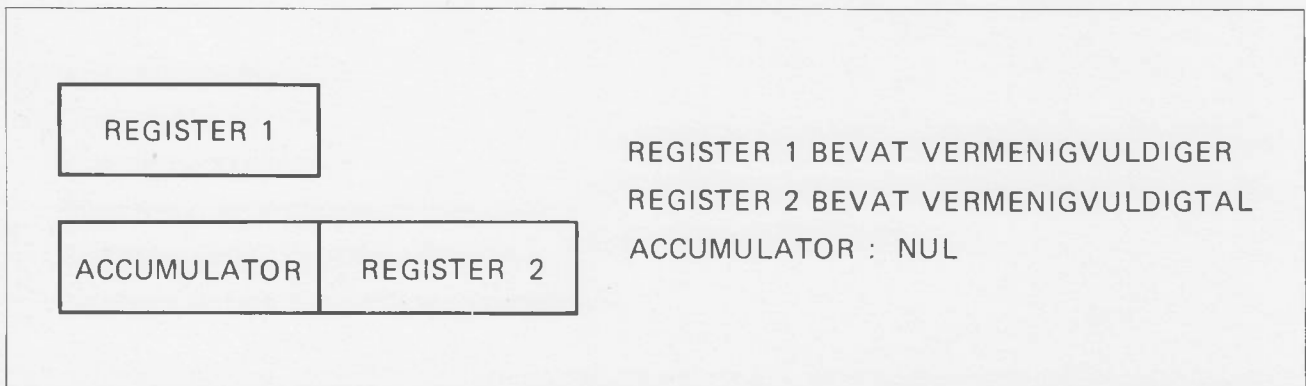 REGISTER 1
REGISTER 1 BEVAT VERMENIGVULDIGER
REGISTER 2 BEVAT VERMENIGVULDIGTAL
ACCUMULATOR : NUL
ACCUMULATOR
REGISTER 2